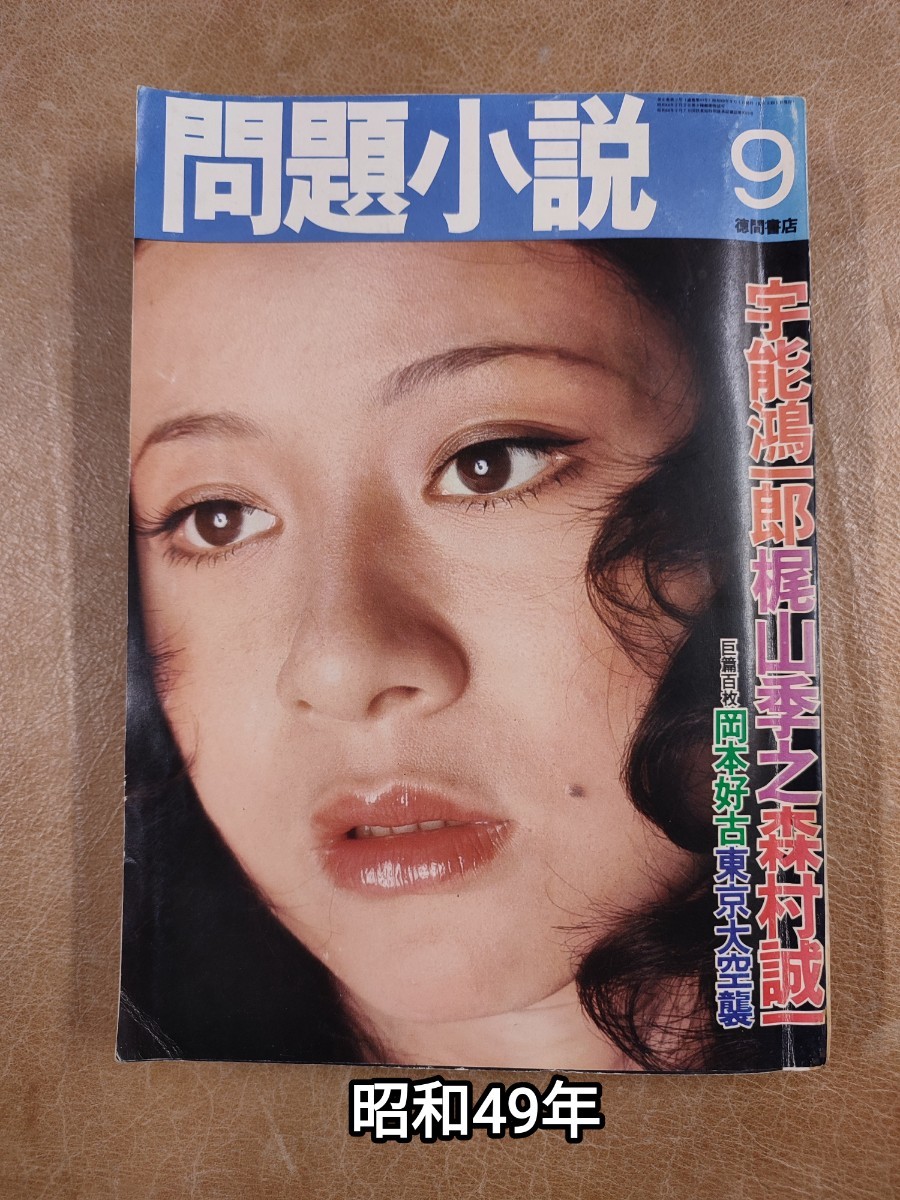 問題小説
9
徳間書店
宇能鴻一郎
梶山季之
森村誠一
巨篇百枚
岡本好古
東京大空襲
昭和49年